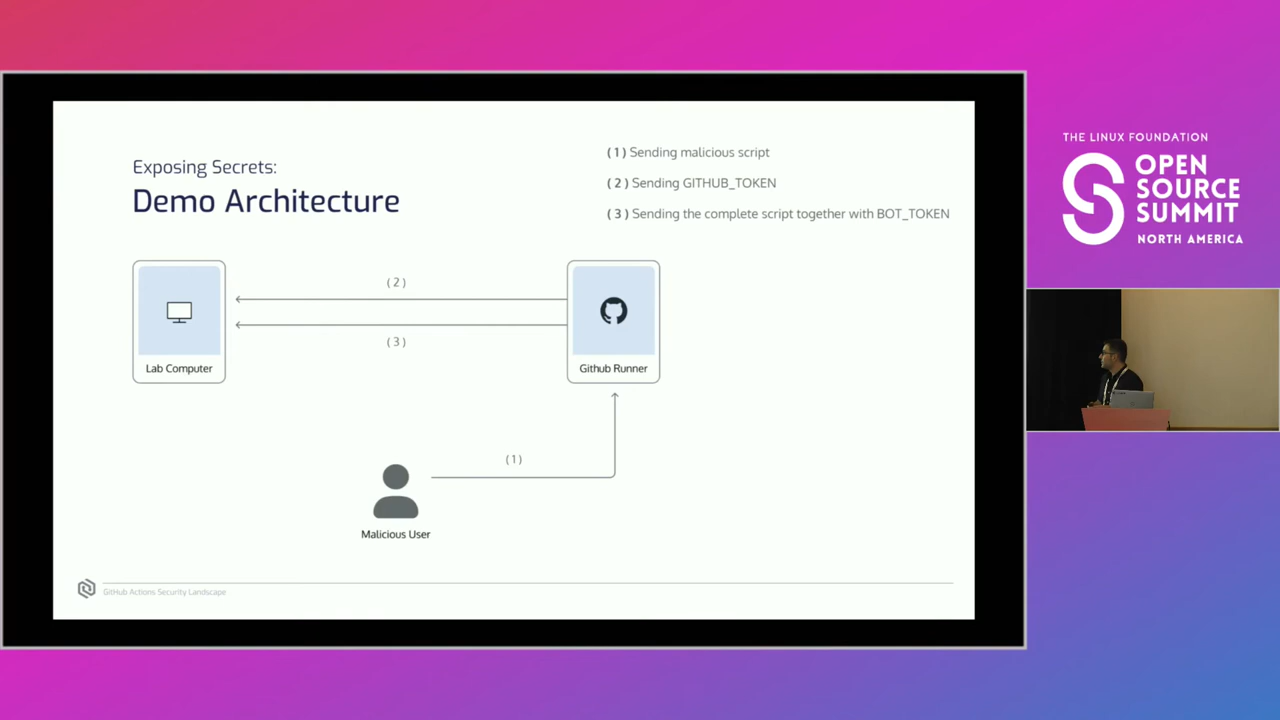 Exposing Secrets:
Demo Architecture
( 1 ) Sending malicious script
( 2 ) Sending GITHUB_TOKEN
( 3 ) Sending the complete script together with BOT_TOKEN
( 2 )
( 3 )
Lab Computer
Github Runner
( 1 )
Malicious User
GitHub Actions Security Landscape
THE LINUX FOUNDATION
OPEN
SOURCE
SUMMIT
NORTH AMERICA